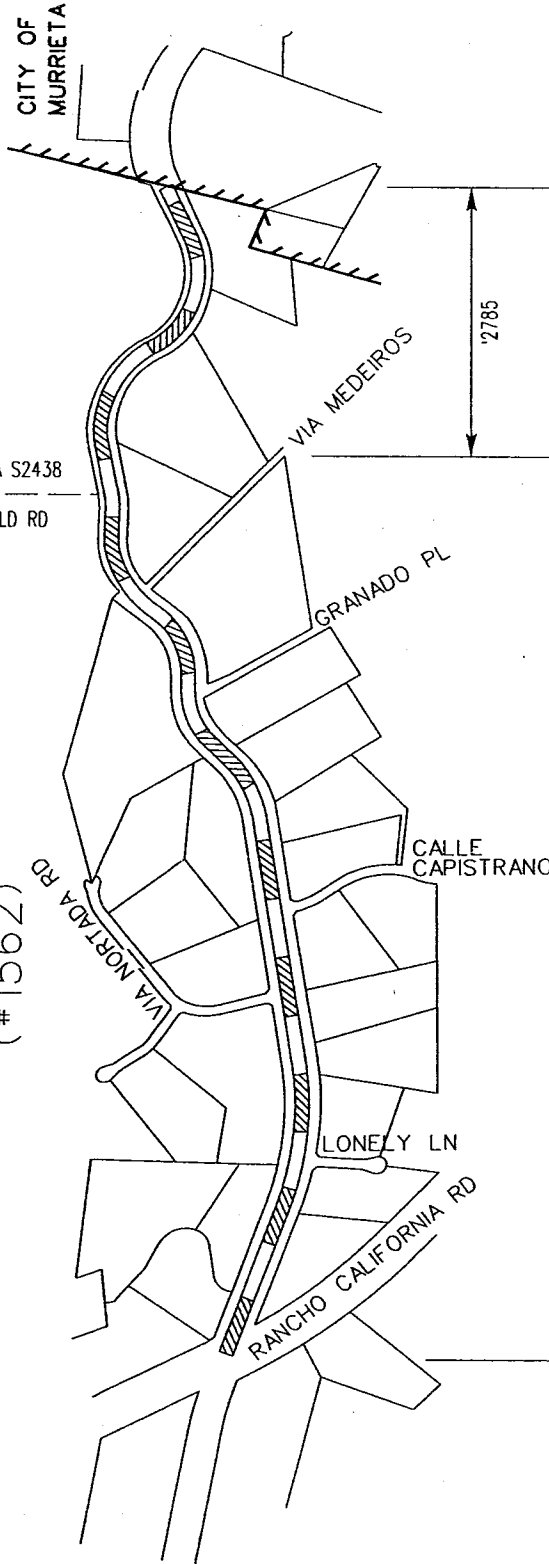 CITY OF
MURRIETA
A S2438
LD RD
VIA MEDEIROS
'2785
GRANADO PL
(#1562)
VIA NORTADA RD
CALLE
CAPISTRANO
LONELY LN
RANCHO CALIFORNIA RD